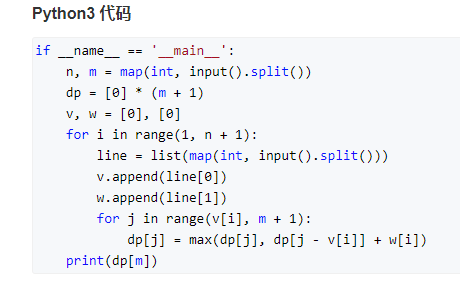 Python3 代码
if __name__ == '__main__':
    n, m = map(int, input().split())
    dp = [0] * (m + 1)
    v, w = [0], [0]
    for i in range(1, n + 1):
        line = list(map(int, input().split()))
        v.append(line[0])
        w.append(line[1])
        for j in range(v[i], m + 1):
            dp[j] = max(dp[j], dp[j - v[i]] + w[i])
    print(dp[m])